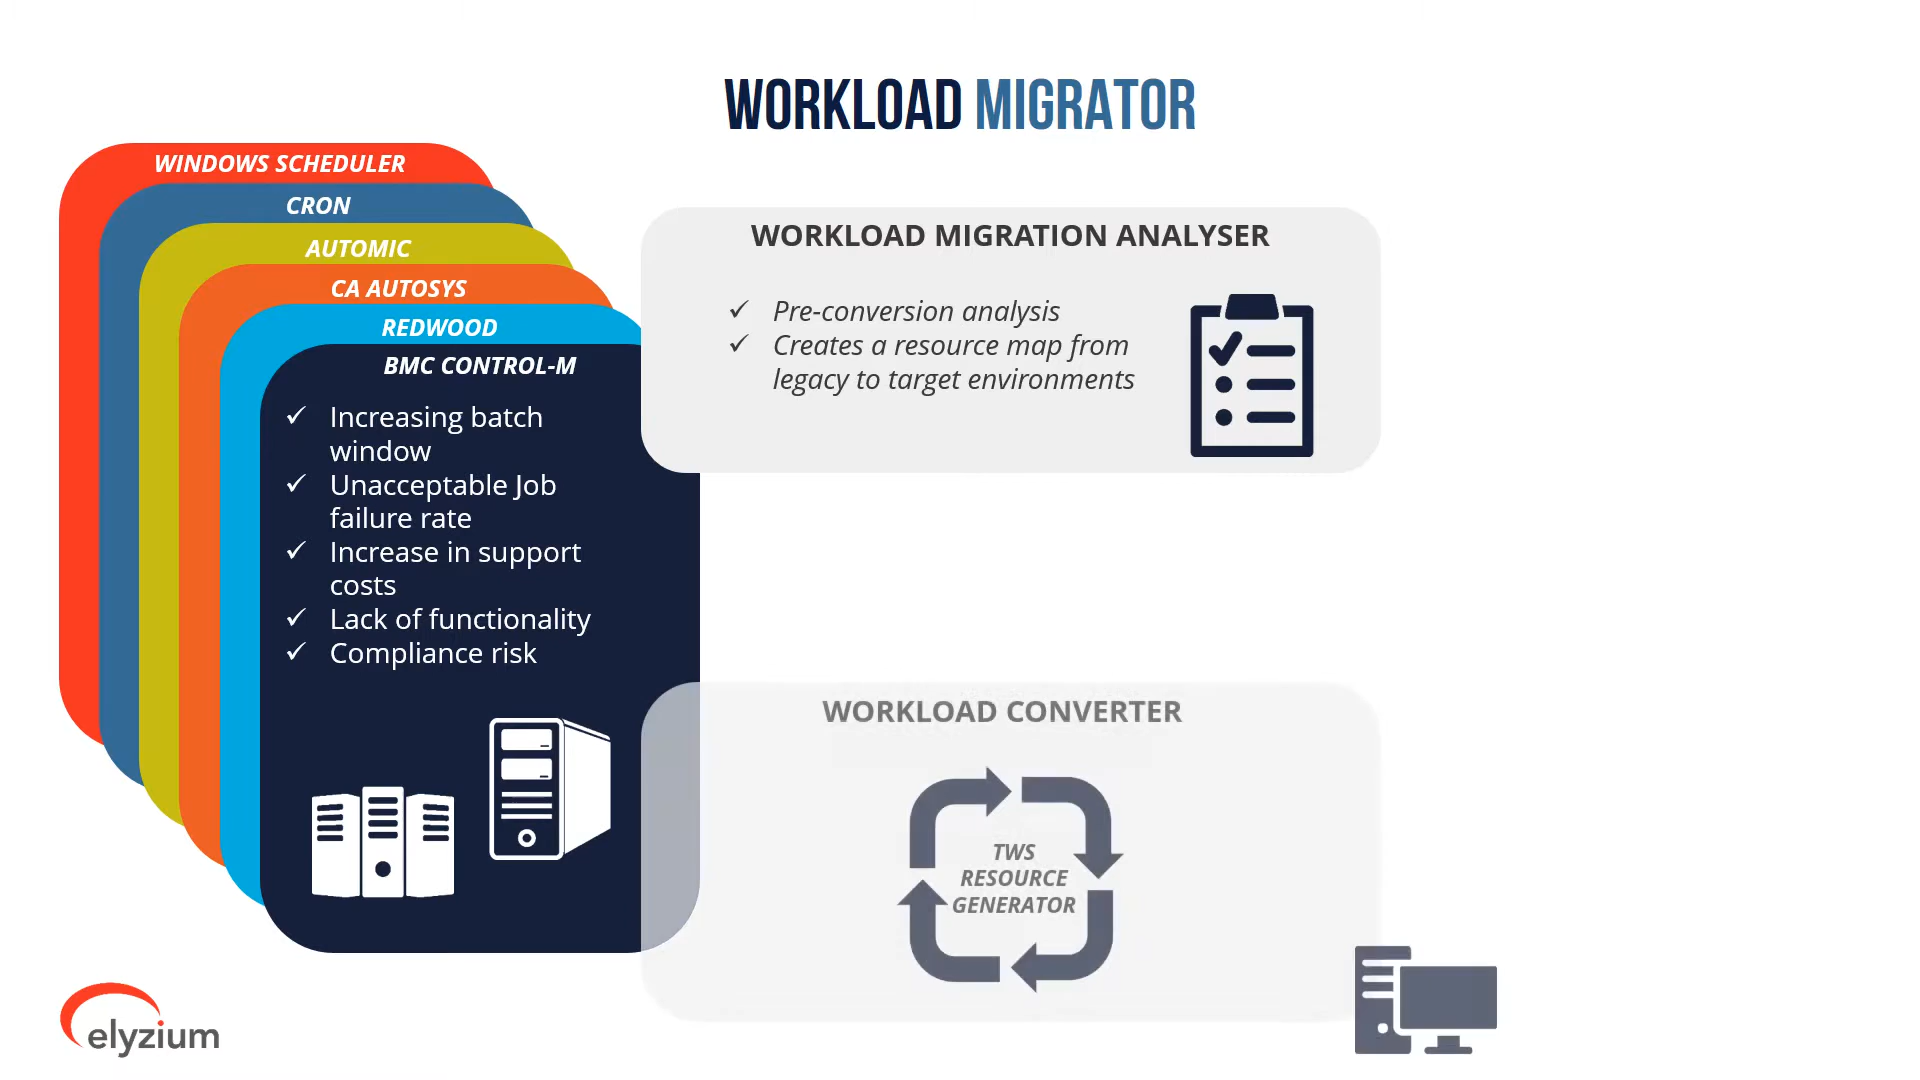 WORKLOAD MIGRATOR
WINDOWS SCHEDULER
CRON
AUTOMIC
CA AUTOSYS
REDWOOD
BMC CONTROL-M
✓ Increasing batch
window
✓ Unacceptable Job
failure rate
✓ Increase in support
costs
✓ Lack of functionality
✓ Compliance risk
WORKLOAD MIGRATION ANALYSER
✓ Pre-conversion analysis
✓ Creates a resource map from
legacy to target environments
WORKLOAD CONVERTER
TWS
RESOURCE
GENERATOR
elyzium